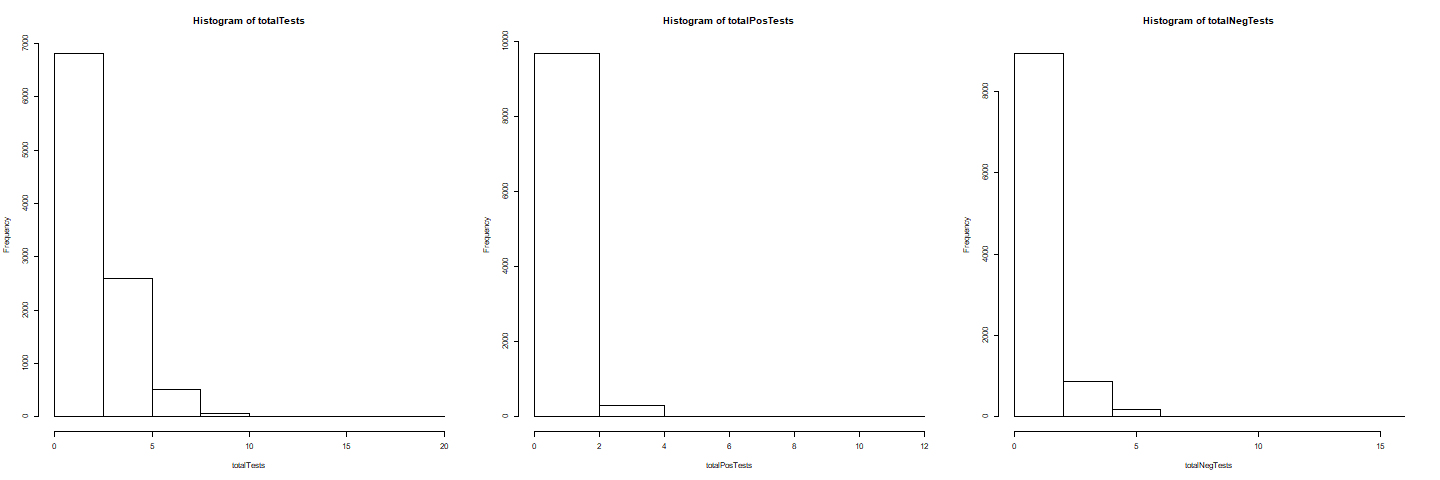 Histogram of totalTests
Frequency
7000
6000
5000
4000
3000
2000
1000
0
0 5 10 15 20
totalTests
Histogram of totalPosTests
Frequency
10000
8000
6000
4000
2000
0
0 2 4 6 8 10 12
totalPosTests
Histogram of totalNegTests
Frequency
8000
6000
4000
2000
0
0 5 10 15
totalNegTests